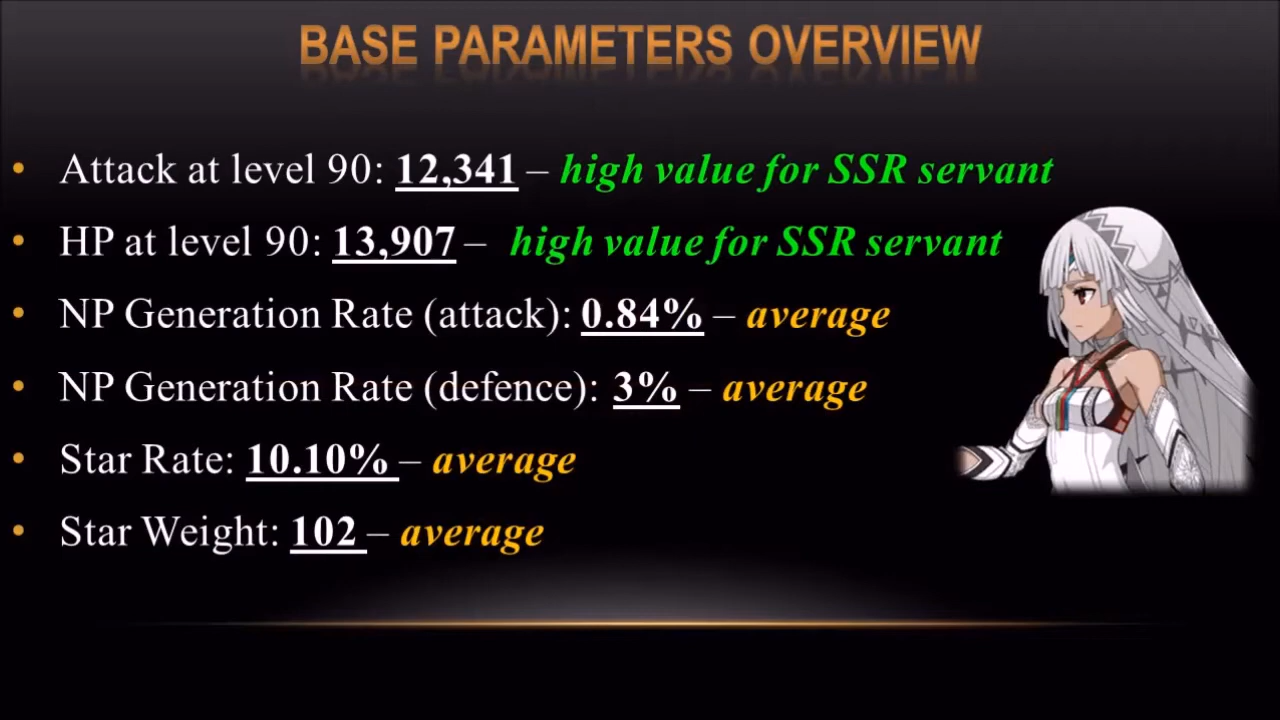 BASE PARAMETERS OVERVIEW
• Attack at level 90: 12,341 – high value for SSR servant
• HP at level 90: 13,907 – high value for SSR servant
• NP Generation Rate (attack): 0.84% – average
• NP Generation Rate (defence): 3% – average
• Star Rate: 10.10% – average
• Star Weight: 102 – average